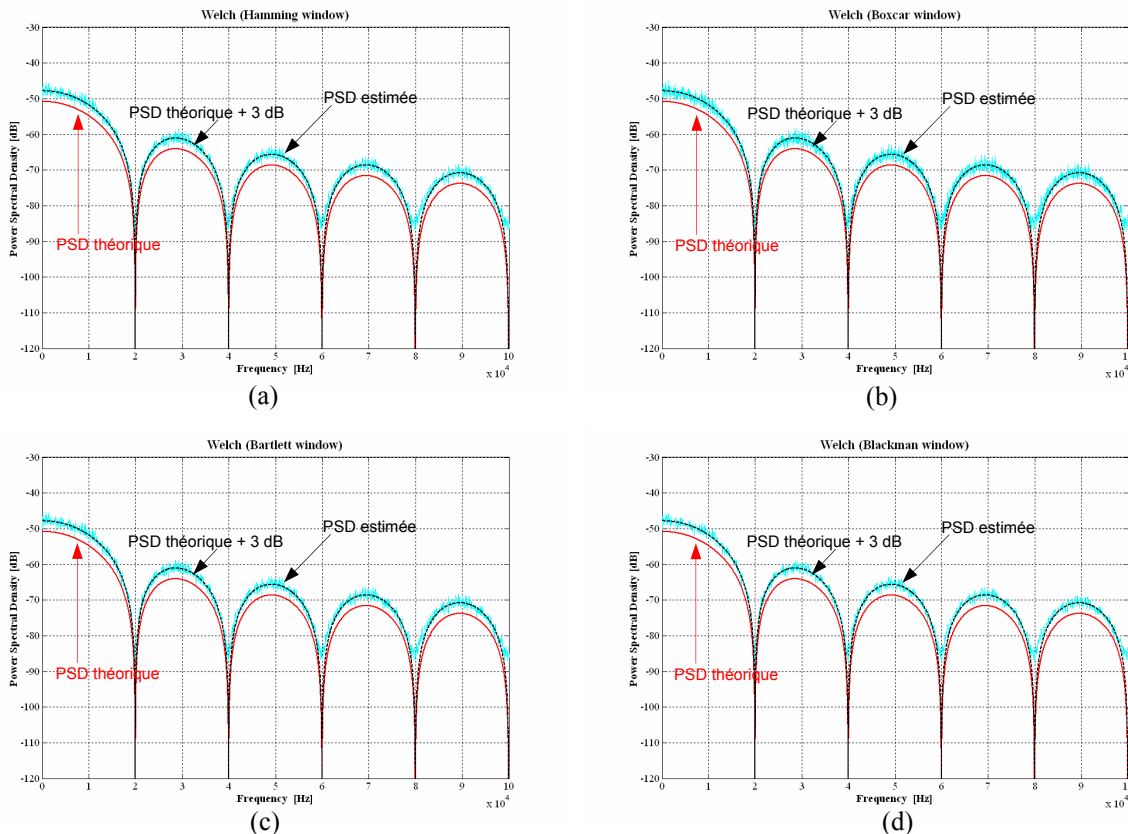 Welch (Hamming window)
Power Spectral Density [dB]
-30
-40
-50
-60
-70
-80
-90
-100
-110
-120
PSD théorique + 3 dB
PSD estimée
PSD théorique
0 1 2 3 4 5 6 7 8 9 10
Frequency [Hz]
x 10^4
(a)
Welch (Boxcar window)
Power Spectral Density [dB]
-30
-40
-50
-60
-70
-80
-90
-100
-110
-120
PSD théorique + 3 dB
PSD estimée
PSD théorique
0 1 2 3 4 5 6 7 8 9 10
Frequency [Hz]
x 10^4
(b)
Welch (Bartlett window)
Power Spectral Density [dB]
-30
-40
-50
-60
-70
-80
-90
-100
-110
-120
PSD théorique + 3 dB
PSD estimée
PSD théorique
0 1 2 3 4 5 6 7 8 9 10
Frequency [Hz]
x 10^4
(c)
Welch (Blackman window)
Power Spectral Density [dB]
-30
-40
-50
-60
-70
-80
-90
-100
-110
-120
PSD théorique + 3 dB
PSD estimée
PSD théorique
0 1 2 3 4 5 6 7 8 9 10
Frequency [Hz]
x 10^4
(d)